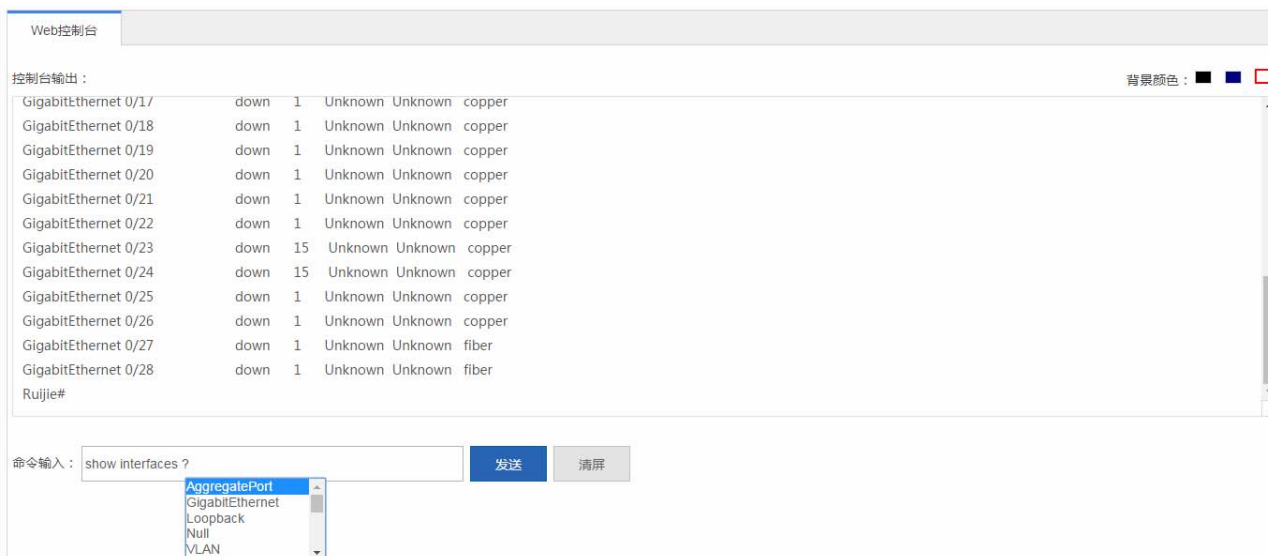 Web控制台
控制台输出：
背景颜色：
GigabitEthernet 0/17 down 1 Unknown Unknown copper
GigabitEthernet 0/18 down 1 Unknown Unknown copper
GigabitEthernet 0/19 down 1 Unknown Unknown copper
GigabitEthernet 0/20 down 1 Unknown Unknown copper
GigabitEthernet 0/21 down 1 Unknown Unknown copper
GigabitEthernet 0/22 down 1 Unknown Unknown copper
GigabitEthernet 0/23 down 15 Unknown Unknown copper
GigabitEthernet 0/24 down 15 Unknown Unknown copper
GigabitEthernet 0/25 down 1 Unknown Unknown copper
GigabitEthernet 0/26 down 1 Unknown Unknown copper
GigabitEthernet 0/27 down 1 Unknown Unknown fiber
GigabitEthernet 0/28 down 1 Unknown Unknown fiber
Ruijie#
命令输入： show interfaces ? 发送 清屏
AggregatePort
GigabitEthernet
Loopback
Null
VLAN